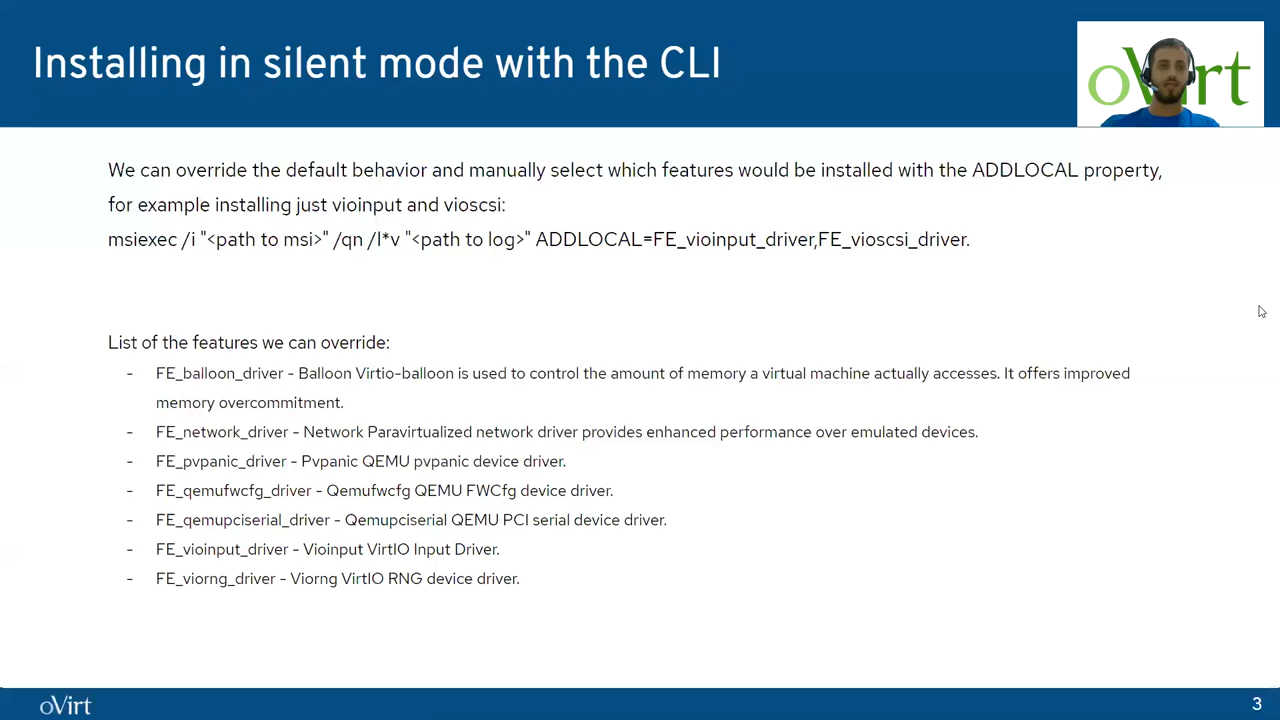 Installing in silent mode with the CLI
oVirt
We can override the default behavior and manually select which features would be installed with the ADDLOCAL property,
for example installing just vioinput and vioscsi:
msiexec /i "<path to msi>" /qn /l*v "<path to log>" ADDLOCAL=FE_vioinput_driver,FE_vioscsi_driver.
List of the features we can override:
- FE_balloon_driver - Balloon Virtio-balloon is used to control the amount of memory a virtual machine actually accesses. It offers improved
memory overcommitment.
- FE_network_driver - Network Paravirtualized network driver provides enhanced performance over emulated devices.
- FE_pvpanic_driver - Pvpanic QEMU pvpanic device driver.
- FE_qemufwcfg_driver - Qemufwcfg QEMU FWCfg device driver.
- FE_qemupciserial_driver - Qemupciserial QEMU PCI serial device driver.
- FE_vioinput_driver - Vioinput VirtIO Input Driver.
- FE_viorng_driver - Viorng VirtIO RNG device driver.
oVirt
3